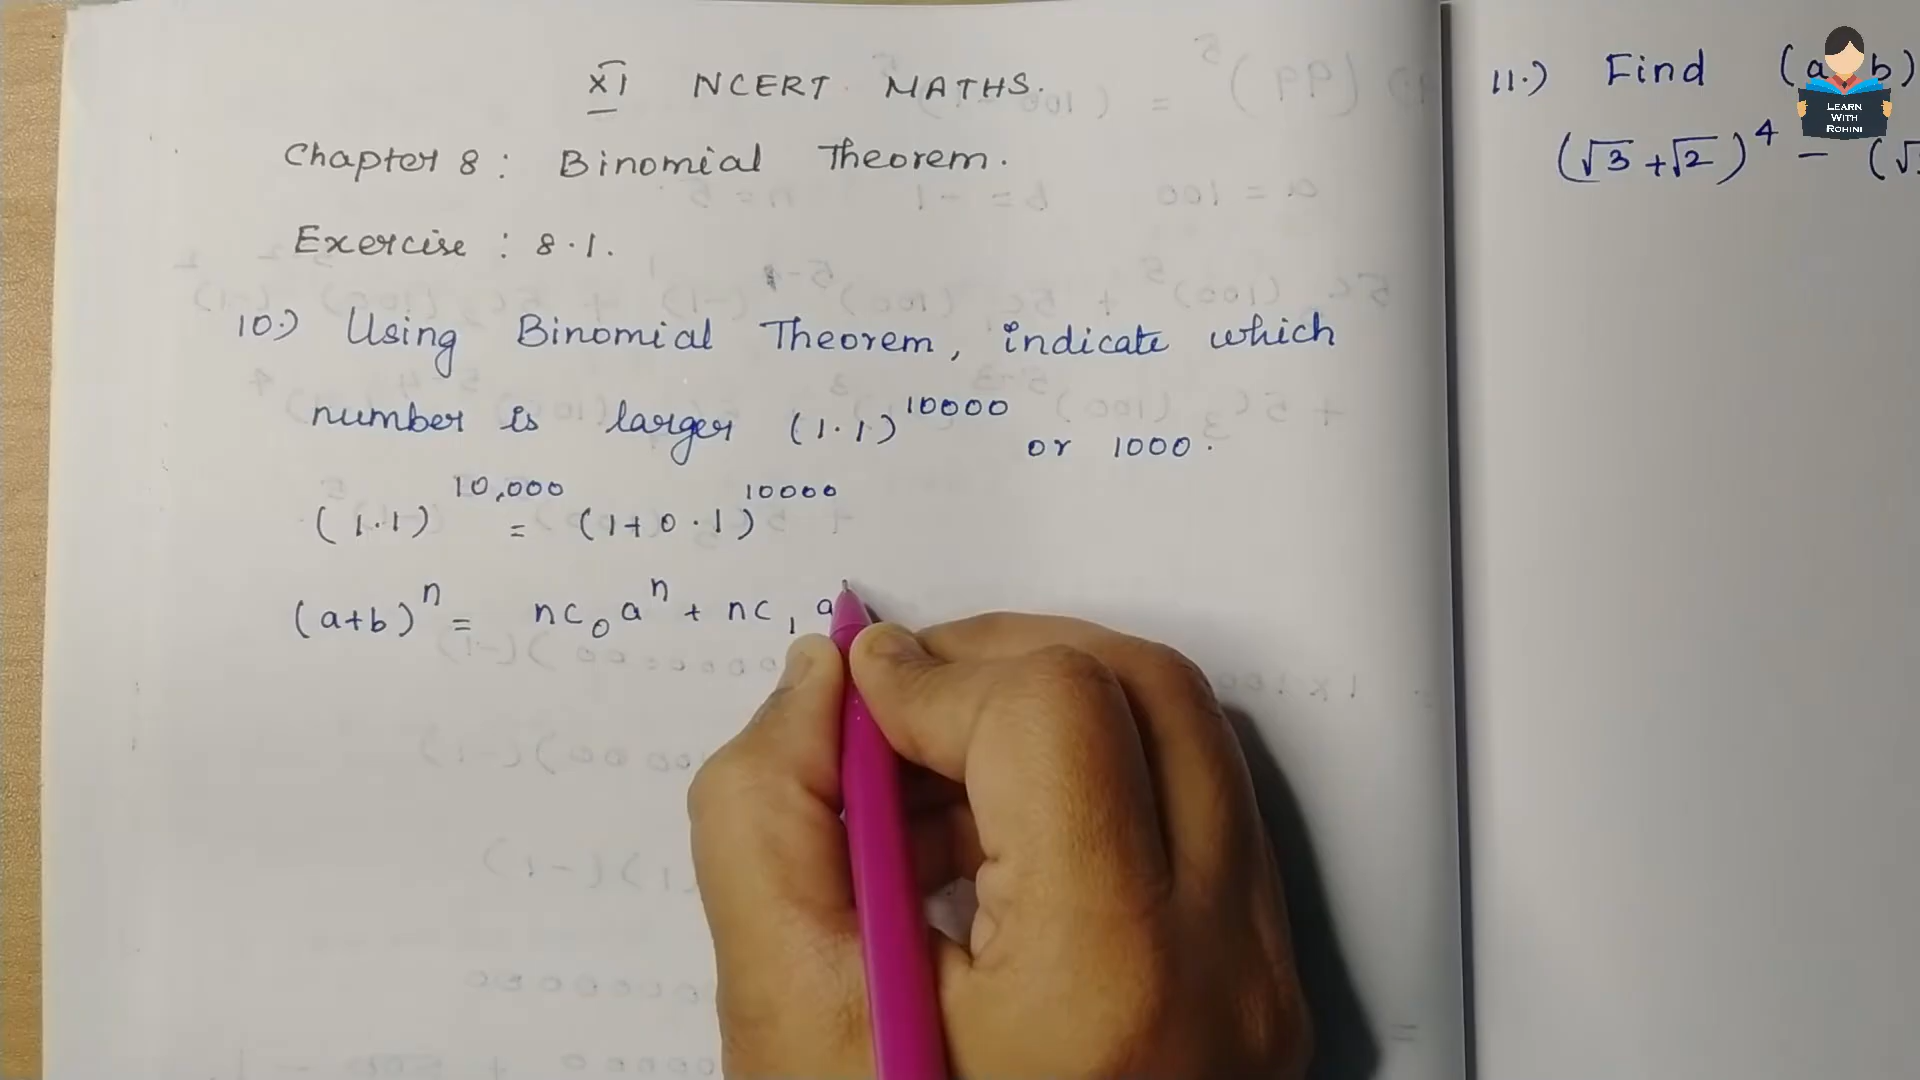 XI NCERT MATHS.
Chapter 8 : Binomial Theorem.
Exercise : 8.1.
10.) Using Binomial Theorem, indicate which
number is larger (1.1)^10000 or 1000.
(1.1)^10,000 = (1+0.1)^10000
(a+b)^n = nc₀ a^n + nc₁ a
11.) Find (a b)
(√3+√2)^4 - (√
LEARN
WITH
ROHINI